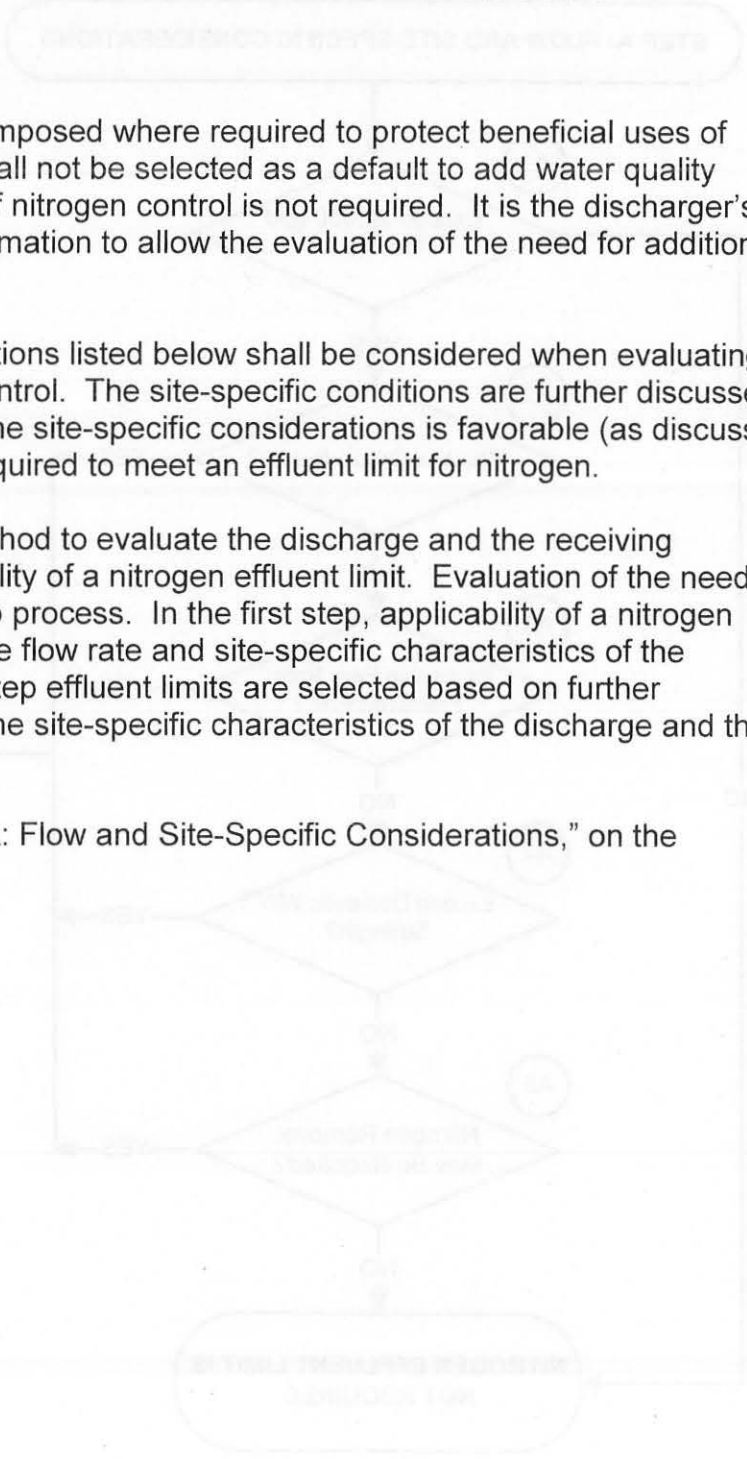 mposed where required to protect beneficial uses of
all not be selected as a default to add water quality
f nitrogen control is not required. It is the discharger's
mation to allow the evaluation of the need for addition
tions listed below shall be considered when evaluating
ntrol. The site-specific conditions are further discusse
ne site-specific considerations is favorable (as discuss
quired to meet an effluent limit for nitrogen.
hod to evaluate the discharge and the receiving
lity of a nitrogen effluent limit. Evaluation of the need
process. In the first step, applicability of a nitrogen
e flow rate and site-specific characteristics of the
tep effluent limits are selected based on further
ne site-specific characteristics of the discharge and th
: Flow and Site-Specific Considerations,” on the